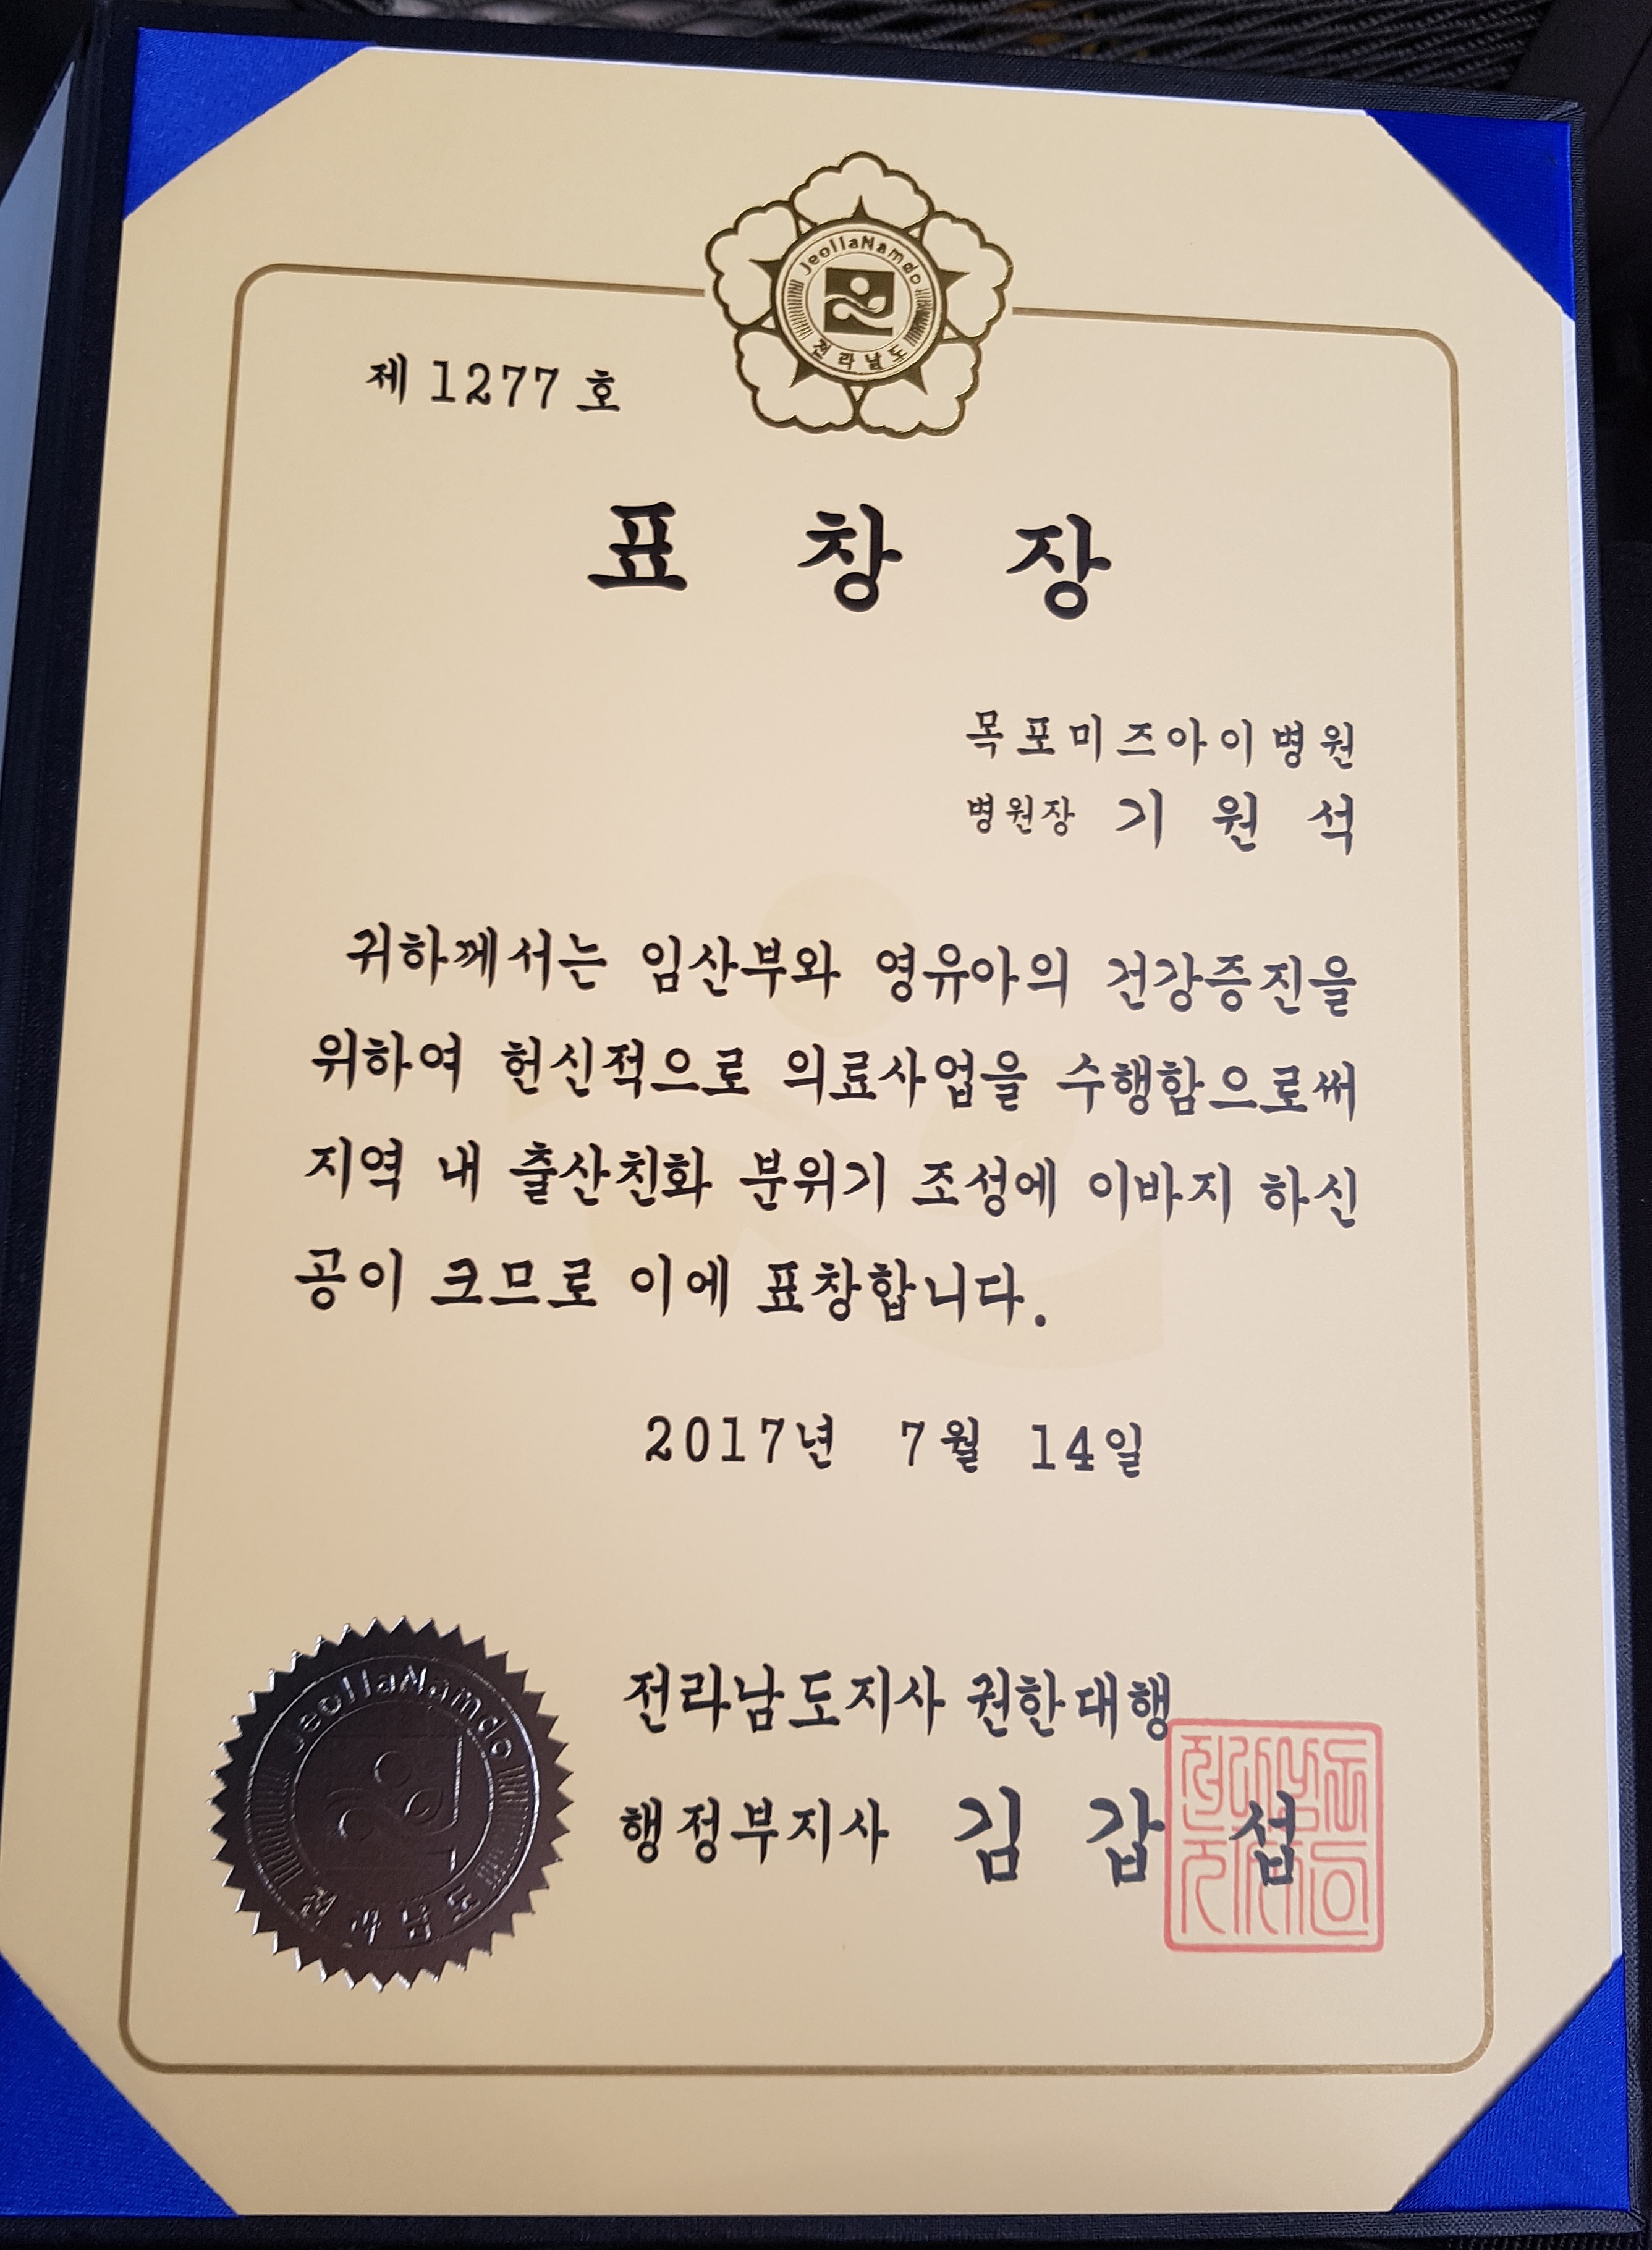 JeollaNamdo
전라남도
제 1277 호
표 창 장
목포미즈아이병원
병원장 기 원 석
귀하께서는 임산부와 영유아의 건강증진을
위하여 헌신적으로 의료사업을 수행함으로써
지역 내 출산친화 분위기 조성에 이바지 하신
공이 크므로 이에 표창합니다.
2017년 7월 14일
전라남도지사 권한대행
행정부지사 김 갑 섭
JeollaNamdo
전라남도